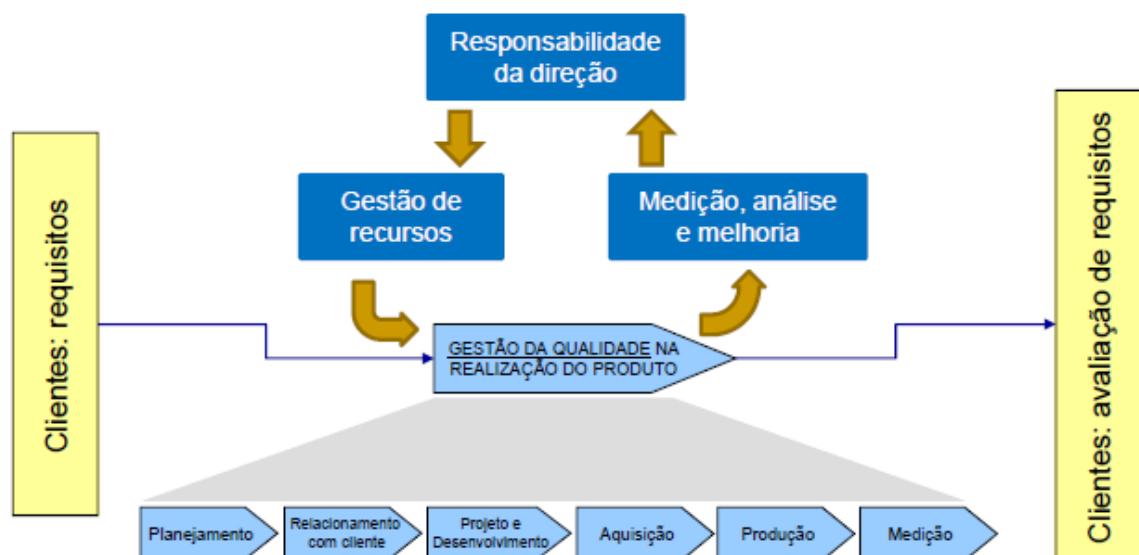 Responsabilidade
da direção
Clientes: requisitos
Gestão de
recursos
Medição, análise
e melhoria
Clientes: avaliação de requisitos
GESTÃO DA QUALIDADE NA
REALIZAÇÃO DO PRODUTO
Planejamento
Relacionamento
com cliente
Projeto e
Desenvolvimento
Aquisição
Produção
Medição